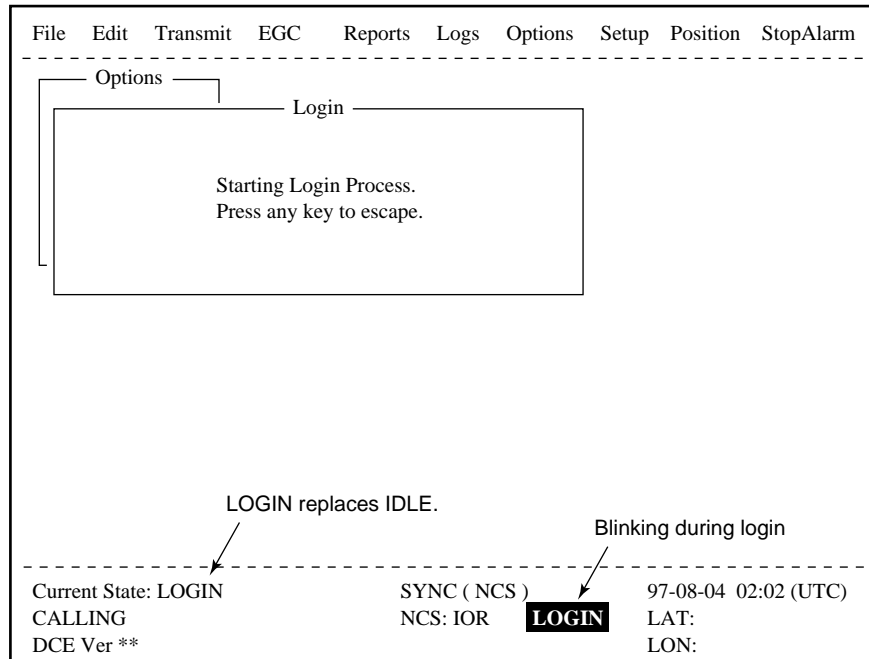 File Edit Transmit EGC Reports Logs Options Setup Position StopAlarm
Options
Login
Starting Login Process.
Press any key to escape.
LOGIN replaces IDLE.
Blinking during login
Current State: LOGIN SYNC ( NCS ) 97-08-04 02:02 (UTC)
CALLING NCS: IOR LOGIN LAT:
DCE Ver ** LON: